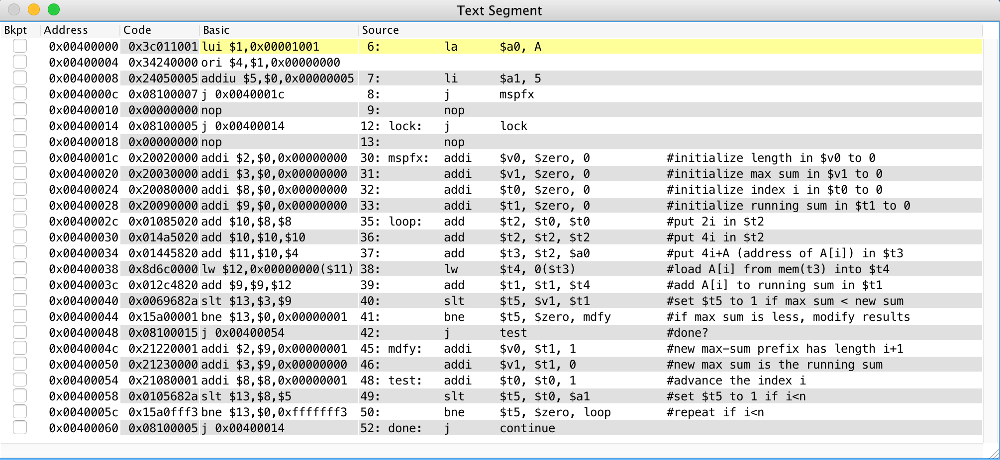 Text Segment
Bkpt Address Code Basic Source
0x00400000 0x3c011001 lui $1,0x00001001 6: la $a0, A
0x00400004 0x34240000 ori $4,$1,0x00000000
0x00400008 0x24050005 addiu $5,$0,0x00000005 7: li $a1, 5
0x0040000c 0x08100007 j 0x0040001c 8: j mspfx
0x00400010 0x00000000 nop 9: nop
0x00400014 0x08100005 j 0x00400014 12: lock: j lock
0x00400018 0x00000000 nop 13: nop
0x0040001c 0x20020000 addi $2,$0,0x00000000 30: mspfx: addi $v0, $zero, 0 #initialize length in $v0 to 0
0x00400020 0x20030000 addi $3,$0,0x00000000 31: addi $v1, $zero, 0 #initialize max sum in $v1 to 0
0x00400024 0x20080000 addi $8,$0,0x00000000 32: addi $t0, $zero, 0 #initialize index i in $t0 to 0
0x00400028 0x20090000 addi $9,$0,0x00000000 33: addi $t1, $zero, 0 #initialize running sum in $t1 to 0
0x0040002c 0x01085020 add $10,$8,$8 35: loop: add $t2, $t0, $t0 #put 2i in $t2
0x00400030 0x014a5020 add $10,$10,$10 36: add $t2, $t2, $t2 #put 4i in $t2
0x00400034 0x01445820 add $11,$10,$4 37: add $t3, $t2, $a0 #put 4i+A (address of A[i]) in $t3
0x00400038 0x8d6c0000 lw $12,0x00000000($11) 38: lw $t4, 0($t3) #load A[i] from mem(t3) into $t4
0x0040003c 0x012c4820 add $9,$9,$12 39: add $t1, $t1, $t4 #add A[i] to running sum in $t1
0x00400040 0x0069682a slt $13,$3,$9 40: slt $t5, $v1, $t1 #set $t5 to 1 if max sum < new sum
0x00400044 0x15a00001 bne $13,$0,0x00000001 41: bne $t5, $zero, mdfy #if max sum is less, modify results
0x00400048 0x08100015 j 0x00400054 42: j test #done?
0x0040004c 0x21220001 addi $2,$9,0x00000001 45: mdfy: addi $v0, $t1, 1 #new max-sum prefix has length i+1
0x00400050 0x21230000 addi $3,$9,0x00000000 46: addi $v1, $t1, 0 #new max sum is the running sum
0x00400054 0x21080001 addi $8,$8,0x00000001 48: test: addi $t0, $t0, 1 #advance the index i
0x00400058 0x0105682a slt $13,$8,$5 49: slt $t5, $t0, $a1 #set $t5 to 1 if i<n
0x0040005c 0x15a0fff3 bne $13,$0,0xfffffff3 50: bne $t5, $zero, loop #repeat if i<n
0x00400060 0x08100005 j 0x00400014 52: done: j continue